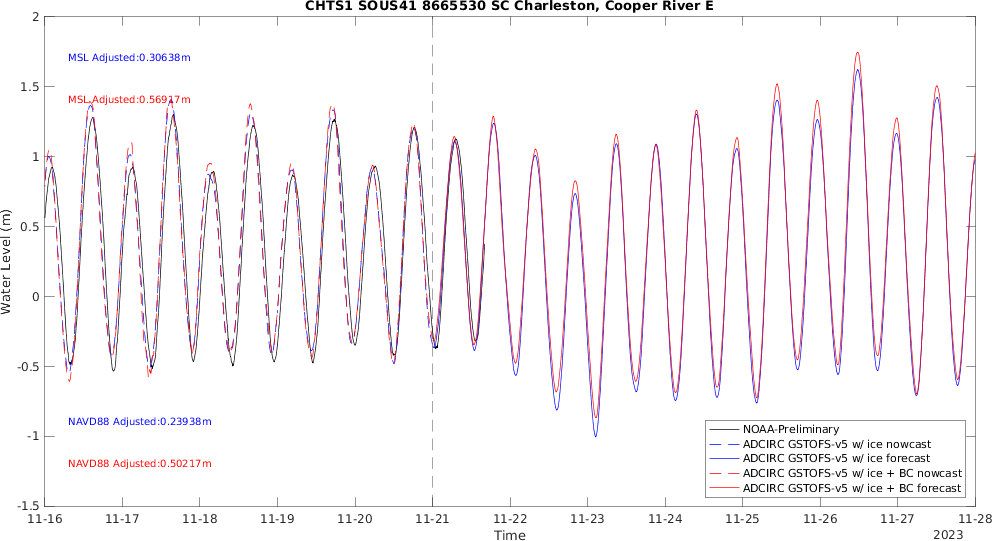 CHTS1 SOUS41 8665530 SC Charleston, Cooper River E
2
1.5
1
0.5
0
-0.5
-1
-1.5
Water Level (m)
MSL Adjusted:0.30638m
MSL Adjusted:0.56917m
NAVD88 Adjusted:0.23938m
NAVD88 Adjusted:0.50217m
NOAA-Preliminary
ADCIRC GSTOFS-v5 w/ ice nowcast
ADCIRC GSTOFS-v5 w/ ice forecast
ADCIRC GSTOFS-v5 w/ ice + BC nowcast
ADCIRC GSTOFS-v5 w/ ice + BC forecast
11-16 11-17 11-18 11-19 11-20 11-21 11-22 11-23 11-24 11-25 11-26 11-27 11-28
Time
2023